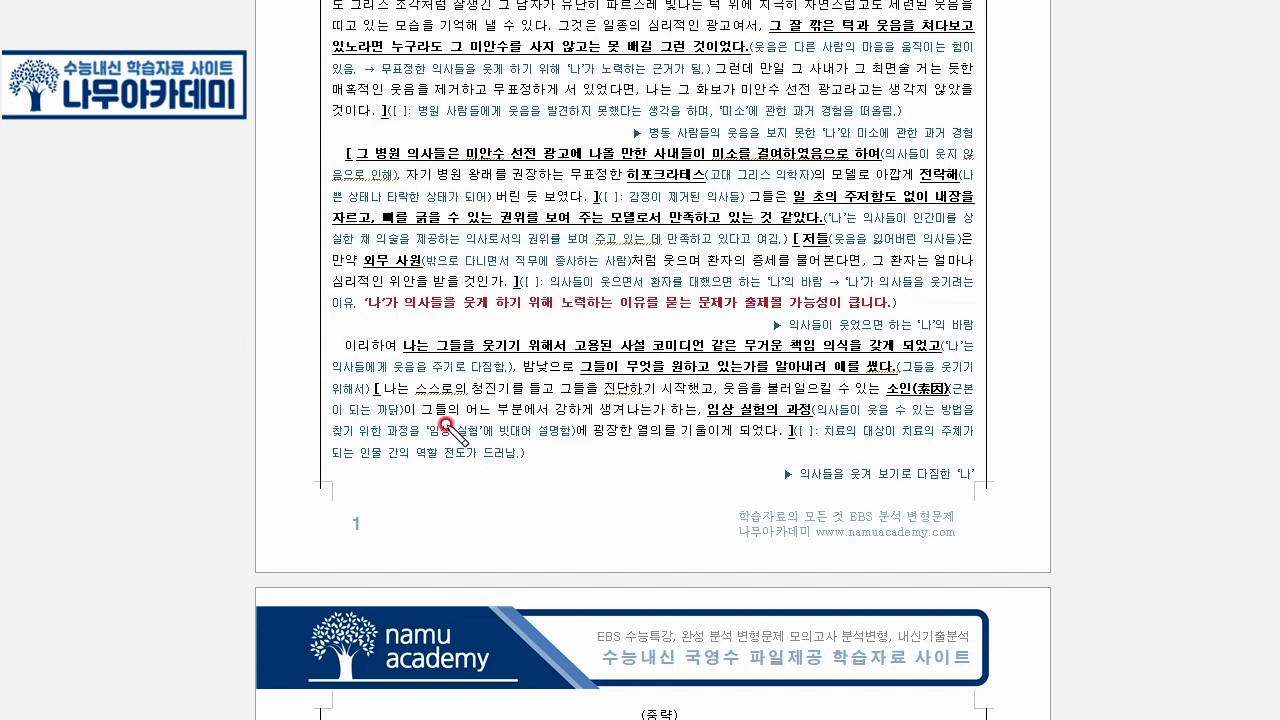 도 그리스 조각처럼 잘생긴 그 남자가 유난히 파르스레 빛나는 턱 위에 지극히 자연스럽고도 세련된 웃음을
띠고 있는 모습을 기억해 낼 수 있다. 그것은 일종의 심리적인 광고여서, 그 잘 깎은 턱과 웃음을 쳐다보고
있노라면 누구라도 그 미안수를 사지 않고는 못 배길 그런 것이었다.(웃음은 다른 사람의 마음을 움직이는 힘이
있음. → 무표정한 의사들을 웃게 하기 위해 '나'가 노력하는 근거가 됨.) 그런데 만일 그 사내가 그 최면술 거는 듯한
매혹적인 웃음을 제거하고 무표정하게 서 있었다면, 나는 그 화보가 미안수 선전 광고라고는 생각지 않았을
것이다. ]([ ]: 병원 사람들에게 웃음을 발견하지 못했다는 생각을 하며, '미소'에 관한 과거 경험을 떠올림.)
▶ 병동 사람들의 웃음을 보지 못한 '나'와 미소에 관한 과거 경험
수능내신 학습자료 사이트
나무아카데미
[ 그 병원 의사들은 미안수 선전 광고에 나올 만한 사내들이 미소를 결여하였음으로 하여(의사들이 웃지 않
음으로 인해), 자기 병원 왕래를 권장하는 무표정한 히포크라테스(고대 그리스 의학자)의 모델로 아깝게 전락해(나
쁜 상태나 타락한 상태가 되어) 버린 듯 보였다. ]([ ]: 감정이 제거된 의사들) 그들은 일 초의 주저함도 없이 내장을
자르고, 뼈를 긁을 수 있는 권위를 보여 주는 모델로서 만족하고 있는 것 같았다.('나'는 의사들이 인간미를 상
실한 채 의술을 제공하는 의사로서의 권위를 보여 주고 있는 데 만족하고 있다고 여김.) [ 저들(웃음을 잃어버린 의사들)은
만약 외무 사원(밖으로 다니면서 직무에 종사하는 사람)처럼 웃으며 환자의 증세를 물어본다면, 그 환자는 얼마나
심리적인 위안을 받을 것인가. ]([ ]: 의사들이 웃으면서 환자를 대했으면 하는 '나'의 바람 → '나'가 의사들을 웃기려는
이유. '나'가 의사들을 웃게 하기 위해 노력하는 이유를 묻는 문제가 출제몰 가능성이 큽니다.)
▶ 의사들이 웃었으면 하는 '나'의 바람
이리하여 나는 그들을 웃기기 위해서 고용된 사설 코미디언 같은 무거운 책임 의식을 갖게 되었고('나'는
의사들에게 웃음을 주기로 다짐함.), 밤낮으로 그들이 무엇을 원하고 있는가를 알아내려 애를 썼다.(그들을 웃기기
위해서) [ 나는 스스로의 청진기를 들고 그들을 진단하기 시작했고, 웃음을 불러일으킬 수 있는 소인(素因)(근본
이 되는 까닭)이 그들의 어느 부분에서 강하게 생겨나는가 하는, 임상 실험의 과정(의사들이 웃을 수 있는 방법을
찾기 위한 과정을 '임상 실험'에 빗대어 설명함)에 굉장한 열의를 기울이게 되었다. ]([ ]: 치료의 대상이 치료의 주체가
되는 인물 간의 역할 전도가 드러남.)
▶ 의사들을 웃겨 보기로 다짐한 '나'
1
학습자료의 모든 것 EBS 분석·변형문제
나무아카데미 www.namuacademy.com
namu
academy
EBS 수능특강, 완성 분석 변형문제 모의고사 분석변형, 내신기출분석
수능내신 국영수 파일제공 학습자료 사이트
(중략)